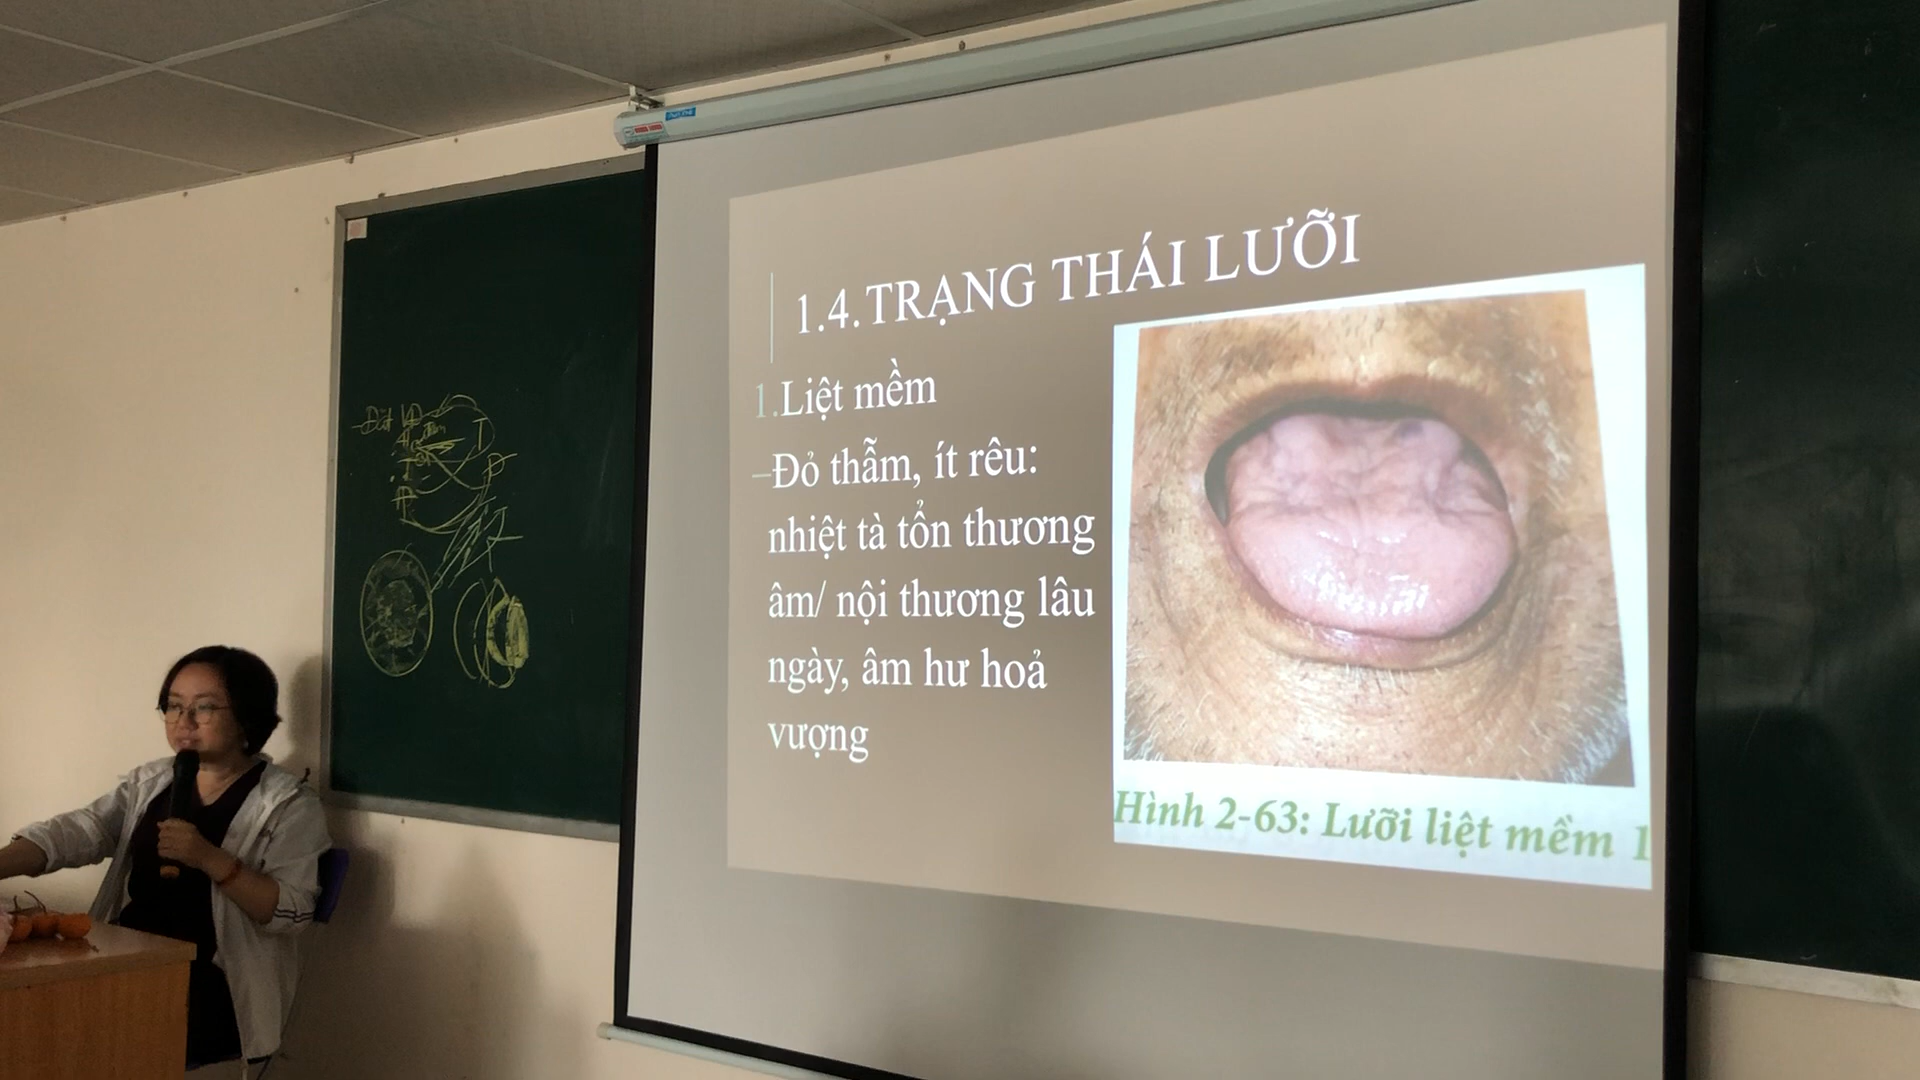 1.4.TRẠNG THÁI LƯỠI
1.Liệt mềm
–Đỏ thẫm, ít rêu:
nhiệt tà tổn thương
âm/ nội thương lâu
ngày, âm hư hoả
vượng
Hình 2-63: Lưỡi liệt mềm 1